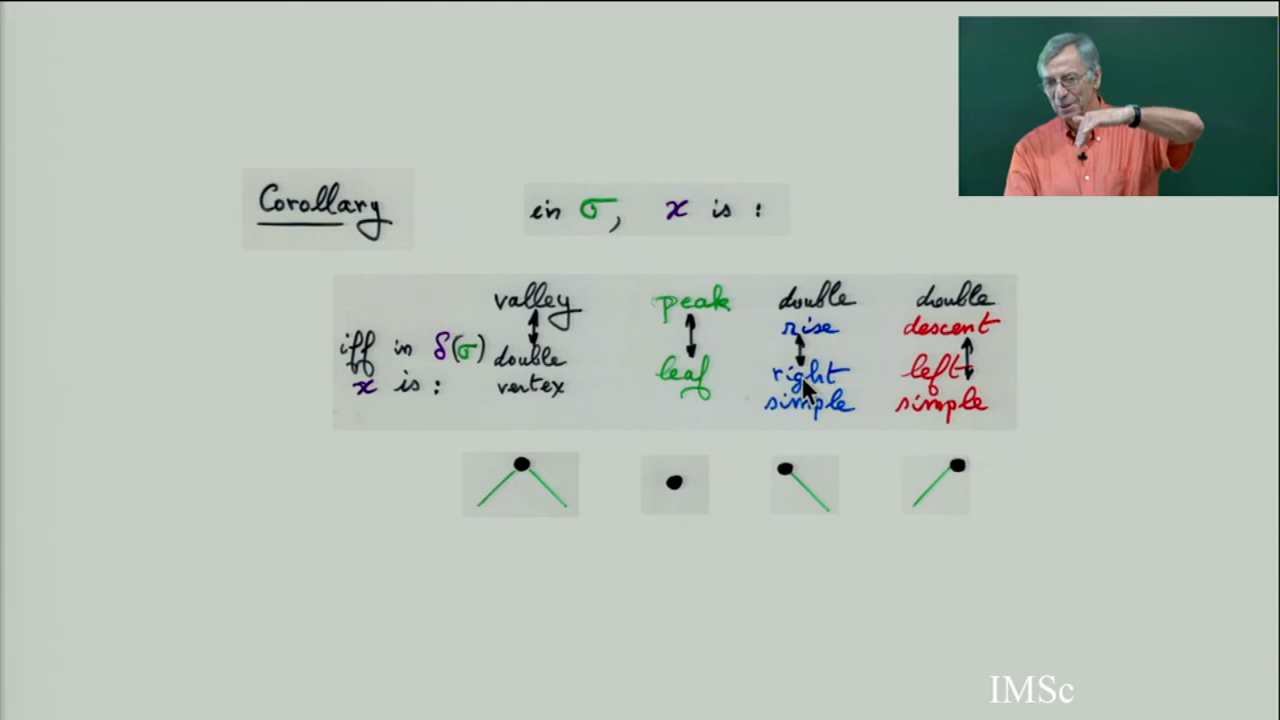 Corollary
in σ, x is :
valley peak double double
rise descent
iff in δ(σ) double leaf right left
x is : vertex simple simple
IMSc